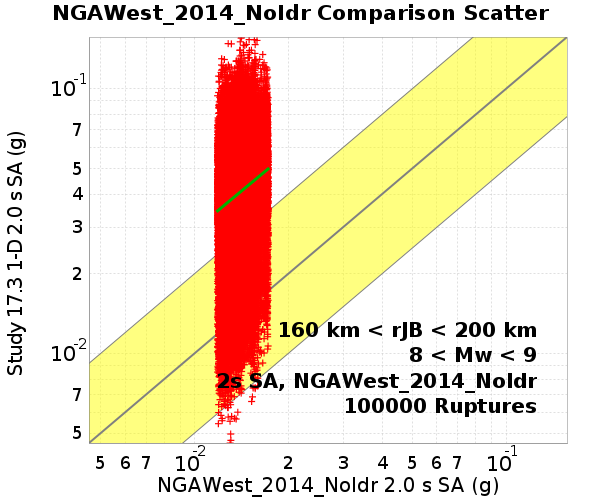 NGAWest_2014_NoIdr Comparison Scatter
Study 17.3 1-D 2.0 s SA (g)
10-1
7
5
4
3
2
10-2
7
5
160 km < rJB < 200 km
8 < Mw < 9
2s SA, NGAWest_2014_NoIdr
100000 Ruptures
5 6 7 10-2 2 3 4 5 6 7 10-1
NGAWest_2014_NoIdr 2.0 s SA (g)